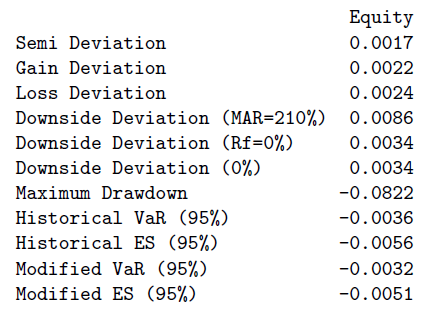 Equity
Semi Deviation 0.0017
Gain Deviation 0.0022
Loss Deviation 0.0024
Downside Deviation (MAR=210%) 0.0086
Downside Deviation (Rf=0%) 0.0034
Downside Deviation (0%) 0.0034
Maximum Drawdown -0.0822
Historical VaR (95%) -0.0036
Historical ES (95%) -0.0056
Modified VaR (95%) -0.0032
Modified ES (95%) -0.0051